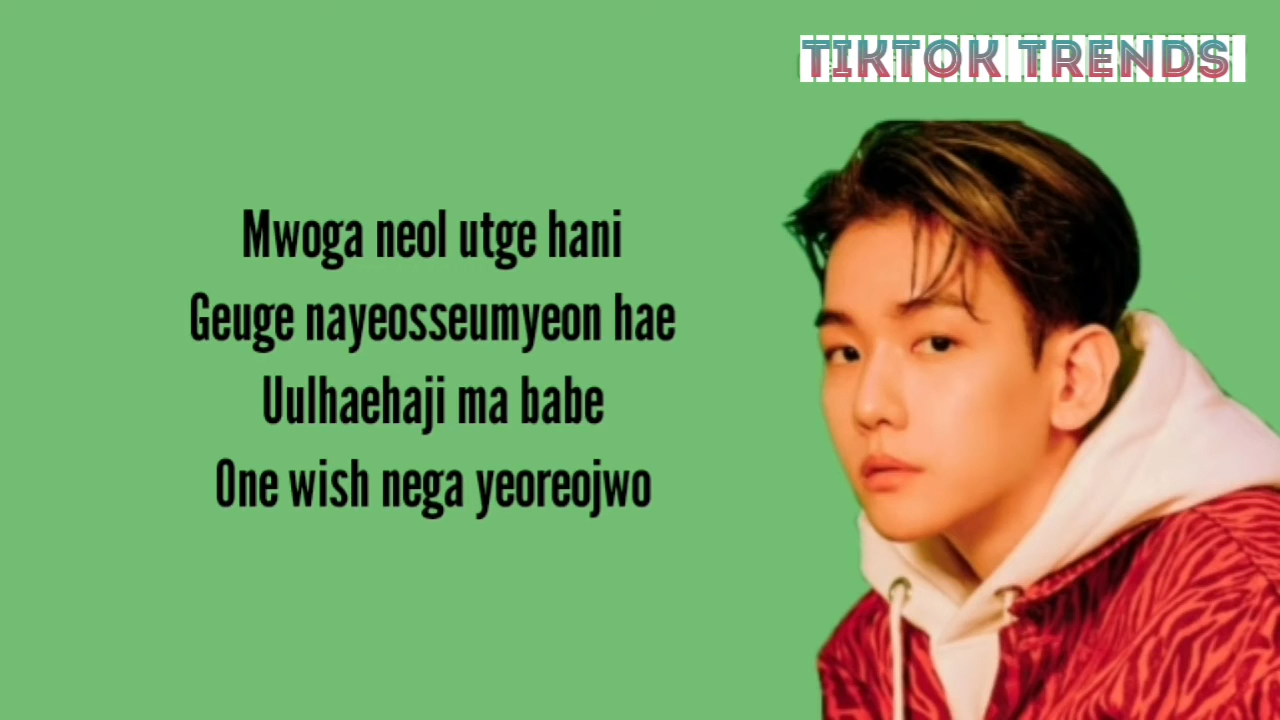 TIKTOK TRENDS
Mwoga neol utge hani
Geuge nayeosseumyeon hae
Uulhaehaji ma babe
One wish nega yeoreojwo